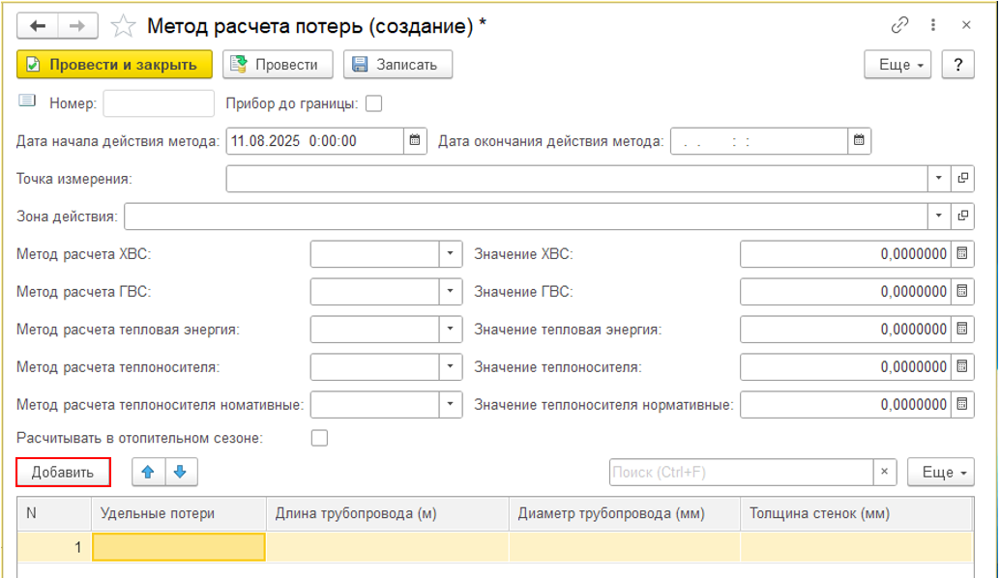 Метод расчета потерь (создание) *
Провести и закрыть Провести Записать Еще ?
Номер: Прибор до границы:
Дата начала действия метода: 11.08.2025 0:00:00 Дата окончания действия метода: . . : :
Точка измерения:
Зона действия:
Метод расчета ХВС: Значение ХВС: 0,0000000
Метод расчета ГВС: Значение ГВС: 0,0000000
Метод расчета тепловая энергия: Значение тепловая энергия: 0,0000000
Метод расчета теплоносителя: Значение теплоносителя: 0,0000000
Метод расчета теплоносителя номативные: Значение теплоносителя нормативные: 0,0000000
Расчитывать в отопительном сезоне:
Добавить Поиск (Ctrl+F) × Еще
N Удельные потери Длина трубопровода (м) Диаметр трубопровода (мм) Толщина стенок (мм)
1